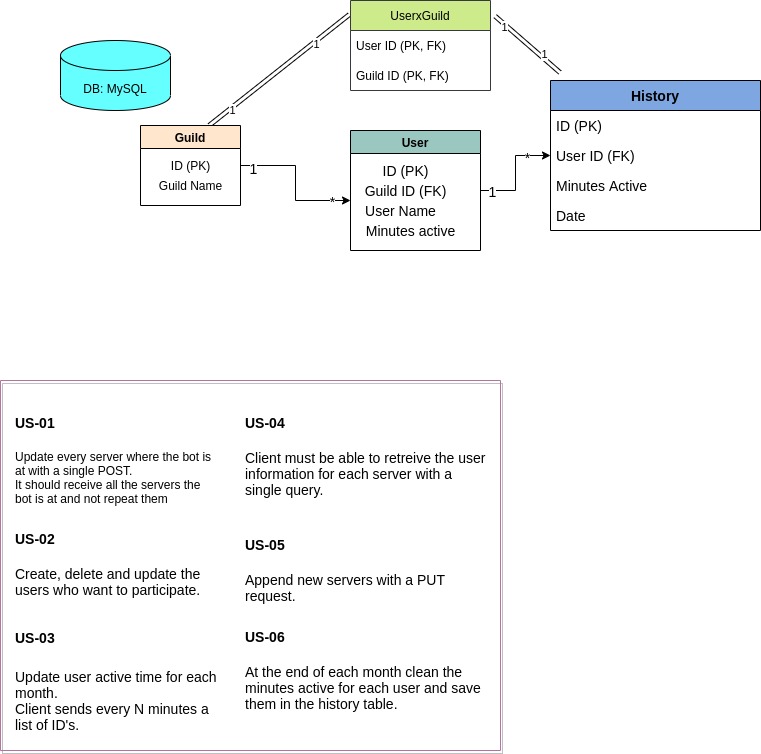 UserxGuild
User ID (PK, FK)
Guild ID (PK, FK)
1
1
1
1
DB: MySQL
Guild
ID (PK)
Guild Name
1
*
User
ID (PK)
Guild ID (FK)
User Name
Minutes active
1
*
History
ID (PK)
User ID (FK)
Minutes Active
Date
US-01
Update every server where the bot is
at with a single POST.
It should receive all the servers the
bot is at and not repeat them
US-02
Create, delete and update the
users who want to participate.
US-03
Update user active time for each
month.
Client sends every N minutes a
list of ID's.
US-04
Client must be able to retreive the user
information for each server with a
single query.
US-05
Append new servers with a PUT
request.
US-06
At the end of each month clean the
minutes active for each user and save
them in the history table.